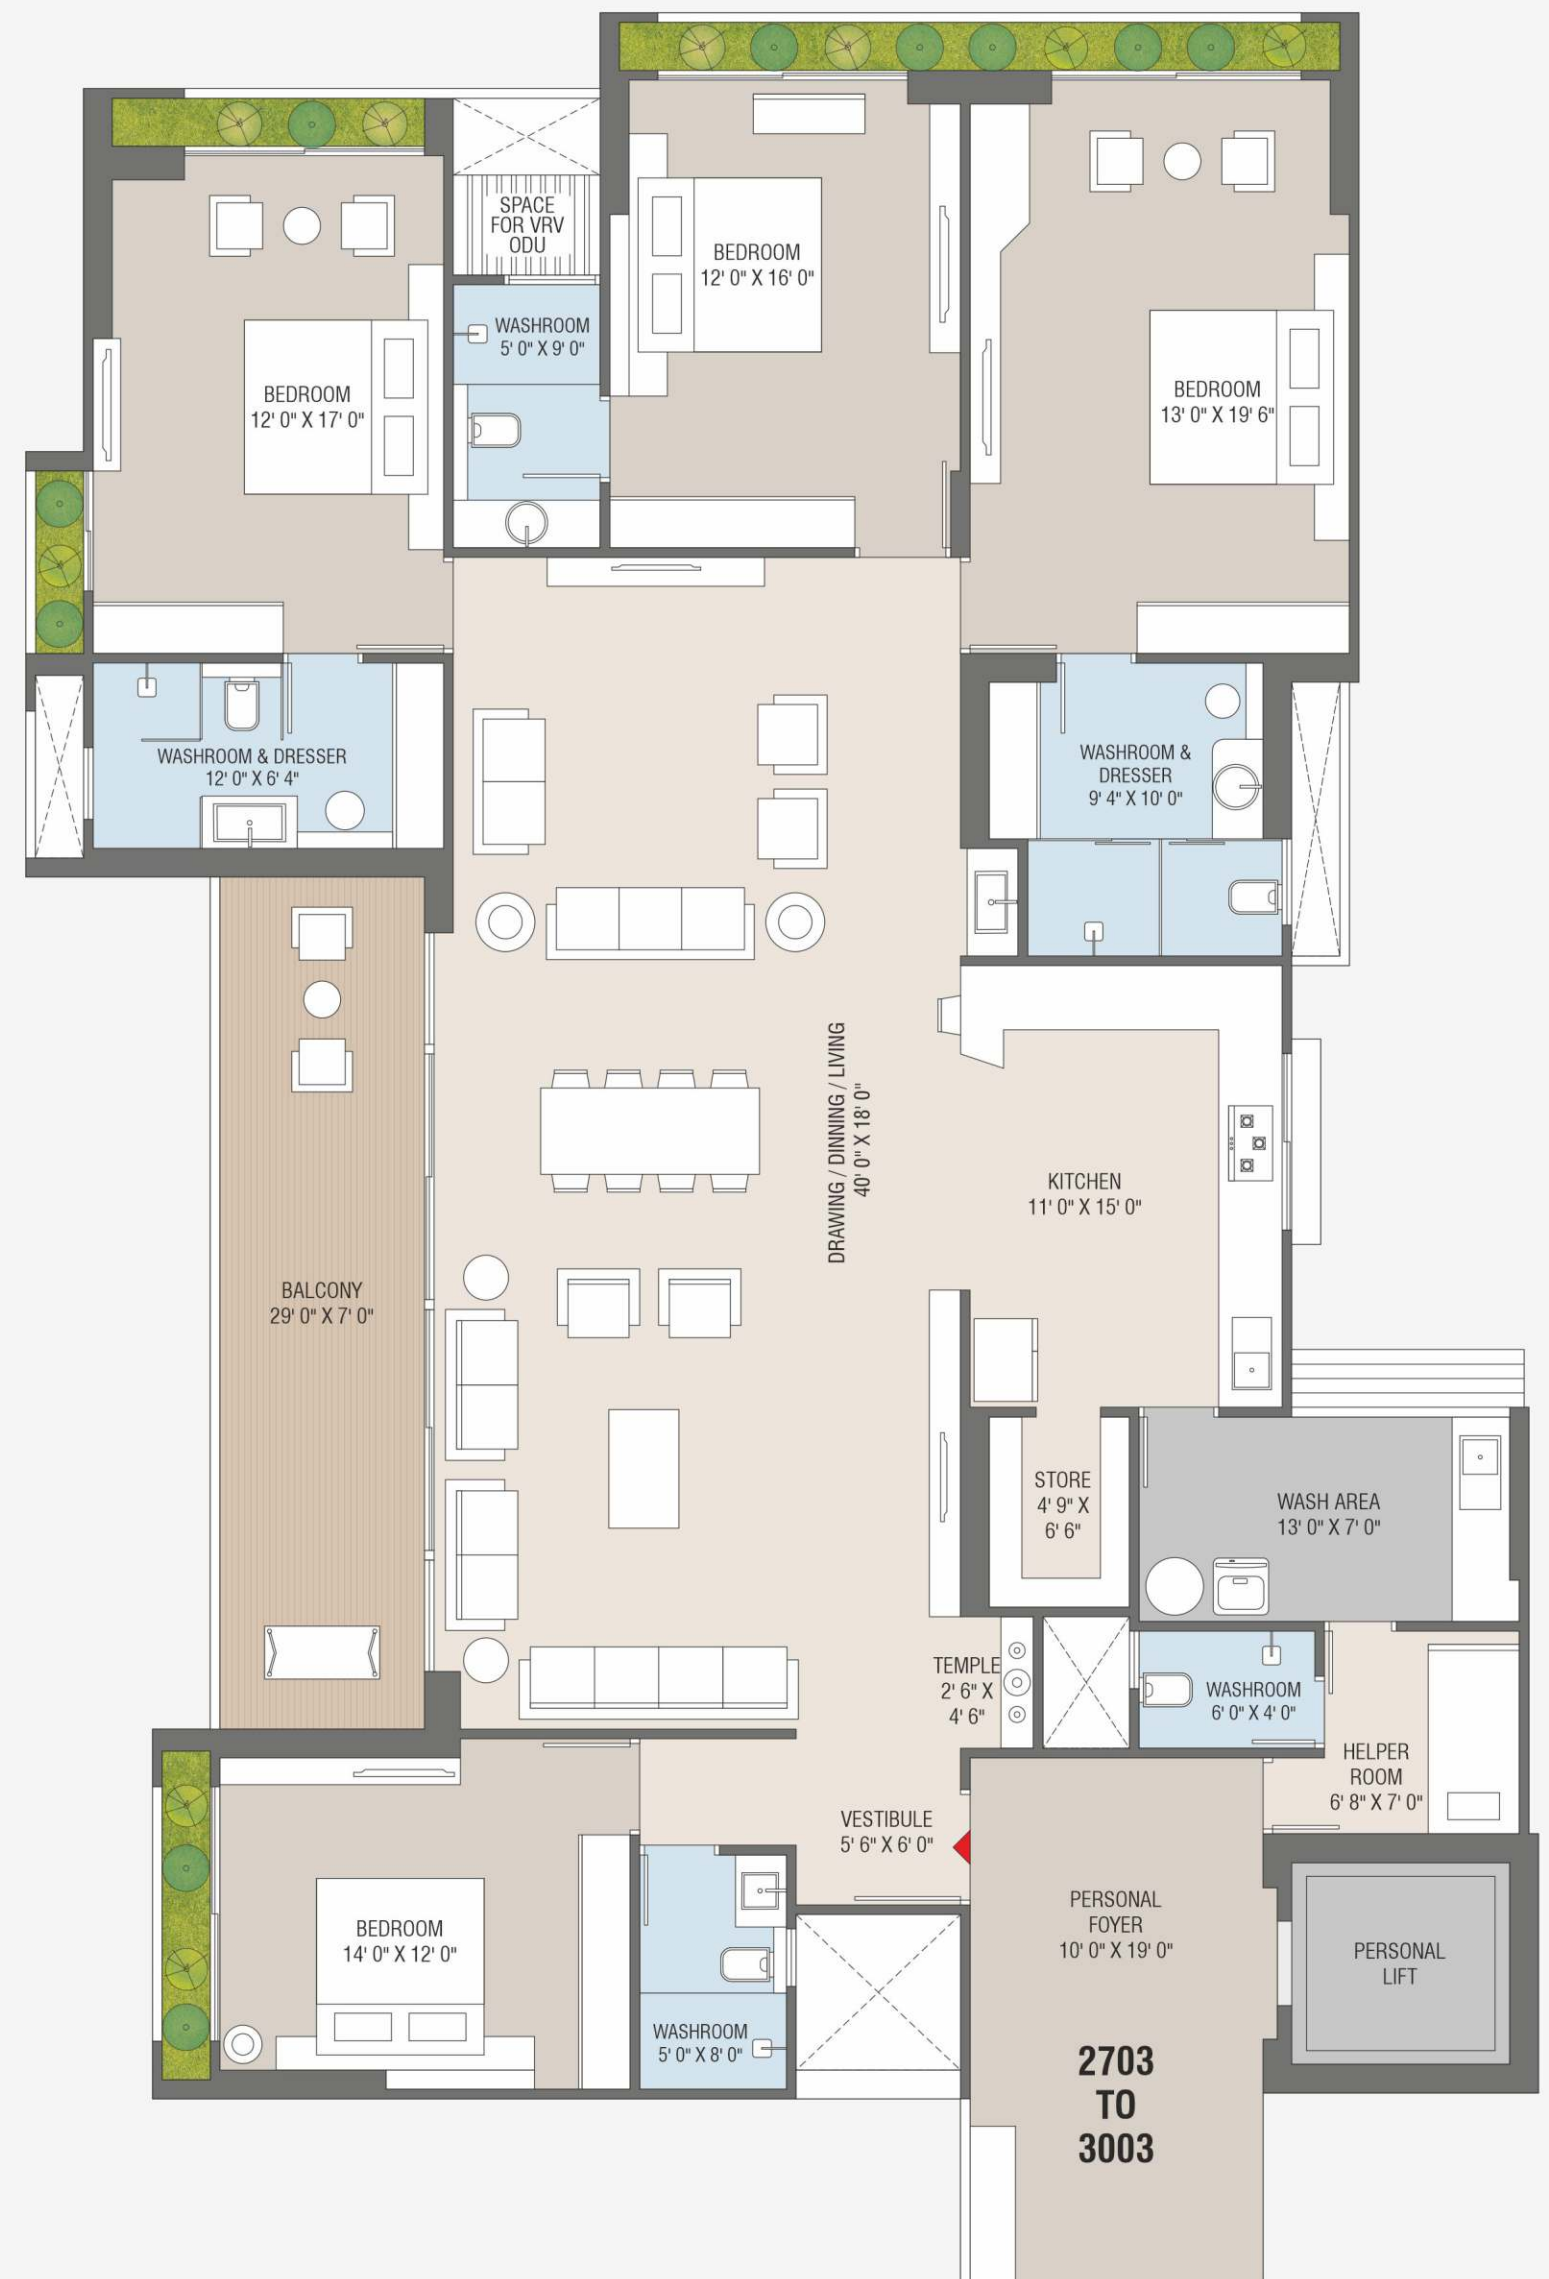 SPACE
FOR VRV
ODU
WASHROOM
5' 0" X 9' 0"
BEDROOM
12' 0" X 16' 0"
BEDROOM
12' 0" X 17' 0"
BEDROOM
13' 0" X 19' 6"
WASHROOM & DRESSER
12' 0" X 6' 4"
WASHROOM &
DRESSER
9' 4" X 10' 0"
DRAWING / DINNING / LIVING
40' 0" X 18' 0"
KITCHEN
11' 0" X 15' 0"
BALCONY
29' 0" X 7' 0"
STORE
4' 9" X
6' 6"
WASH AREA
13' 0" X 7' 0"
TEMPLE
2' 6" X
4' 6"
WASHROOM
6' 0" X 4' 0"
HELPER
ROOM
6' 8" X 7' 0"
VESTIBULE
5' 6" X 6' 0"
BEDROOM
14' 0" X 12' 0"
PERSONAL
FOYER
10' 0" X 19' 0"
PERSONAL
LIFT
WASHROOM
5' 0" X 8' 0"
2703
TO
3003